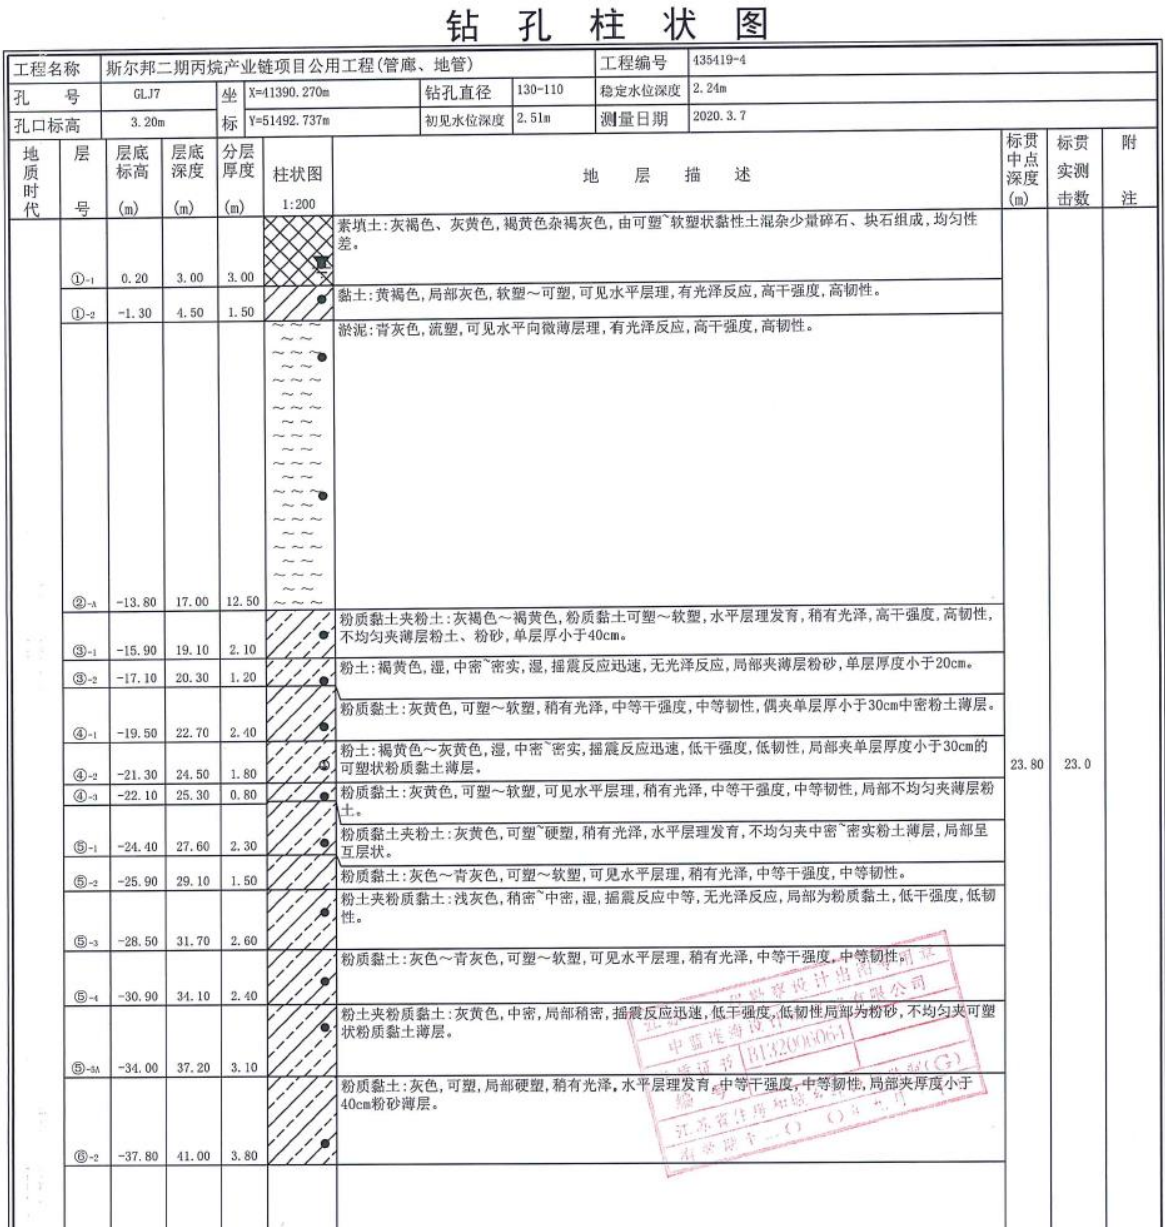 钻孔柱状图
工程名称 斯尔邦二期丙烷产业链项目公用工程(管廊、地管) 工程编号 435419-4
孔号 GLJ7 坐标 X=41390.270m 钻孔直径 130-110 稳定水位深度 2.24m
孔口标高 3.20m Y=51492.737m 初见水位深度 2.51m 测量日期 2020.3.7
地质时代 层号 层底标高(m) 层底深度(m) 分层厚度(m) 柱状图 1:200 地层描述 标贯中点深度(m) 标贯实测击数 附注
素填土:灰褐色、灰黄色,褐黄色杂褐灰色,由可塑~软塑状黏性土混杂少量碎石、块石组成,均匀性
差。
①-1 0.20 3.00 3.00
黏土:黄褐色,局部灰色,软塑~可塑,可见水平层理,有光泽反应,高干强度,高韧性。
①-2 -1.30 4.50 1.50
淤泥:青灰色,流塑,可见水平向微薄层理,有光泽反应,高干强度,高韧性。
②-A -13.80 17.00 12.50
粉质黏土夹粉土:灰褐色~褐黄色,粉质黏土可塑~软塑,水平层理发育,稍有光泽,高干强度,高韧性,
不均匀夹薄层粉土、粉砂,单层厚小于40cm。
③-1 -15.90 19.10 2.10
粉土:褐黄色,湿,中密~密实,湿,摇震反应迅速,无光泽反应,局部夹薄层粉砂,单层厚度小于20cm。
③-2 -17.10 20.30 1.20
粉质黏土:灰黄色,可塑~软塑,稍有光泽,中等干强度,中等韧性,偶夹单层厚小于30cm中密粉土薄层。
④-1 -19.50 22.70 2.40
粉土:褐黄色~灰黄色,湿,中密~密实,摇震反应迅速,低干强度,低韧性,局部夹单层厚度小于30cm的
可塑状粉质黏土薄层。
④-2 -21.30 24.50 1.80 23.80 23.0
粉质黏土:灰黄色,可塑~软塑,可见水平层理,稍有光泽,中等干强度,中等韧性,局部不均匀夹薄层粉
土。
④-3 -22.10 25.30 0.80
粉质黏土夹粉土:灰黄色,可塑~硬塑,稍有光泽,水平层理发育,不均匀夹中密~密实粉土薄层,局部呈
互层状。
⑤-1 -24.40 27.60 2.30
粉质黏土:灰色~青灰色,可塑~软塑,可见水平层理,稍有光泽,中等干强度,中等韧性。
⑤-2 -25.90 29.10 1.50
粉土夹粉质黏土:浅灰色,稍密~中密,湿,摇震反应中等,无光泽反应,局部为粉质黏土,低干强度,低韧
性。
⑤-3 -28.50 31.70 2.60
粉质黏土:灰色~青灰色,可塑~软塑,可见水平层理,稍有光泽,中等干强度,中等韧性。
⑤-4 -30.90 34.10 2.40
粉土夹粉质黏土:灰黄色,中密,局部稍密,摇震反应迅速,低干强度,低韧性局部为粉砂,不均匀夹可塑
状粉质黏土薄层。
⑤-5A -34.00 37.20 3.10
粉质黏土:灰色,可塑,局部硬塑,稍有光泽,水平层理发育,中等干强度,中等韧性,局部夹厚度小于
40cm粉砂薄层。
⑥-2 -37.80 41.00 3.80
B132006064